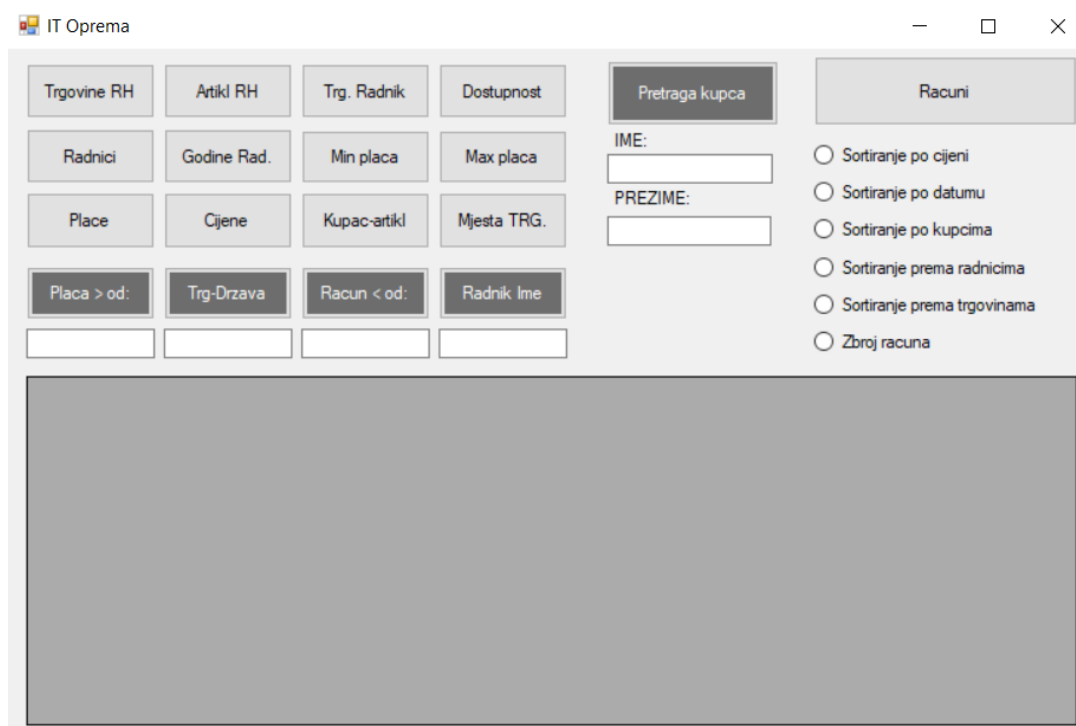 IT Oprema
Trgovine RH
Artikl RH
Trg. Radnik
Dostupnost
Radnici
Godine Rad.
Min placa
Max placa
Place
Cijene
Kupac-artikl
Mjesta TRG.
Placa > od:
Trg-Drzava
Racun < od:
Radnik Ime
Pretraga kupca
IME:
PREZIME:
Racuni
Sortiranje po cijeni
Sortiranje po datumu
Sortiranje po kupcima
Sortiranje prema radnicima
Sortiranje prema trgovinama
Zbroj racuna